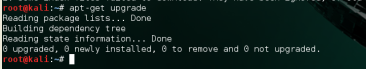 root@kali:~# apt-get upgrade
Reading package lists... Done
Building dependency tree
Reading state information... Done
0 upgraded, 0 newly installed, 0 to remove and 0 not upgraded.
root@kali:~#